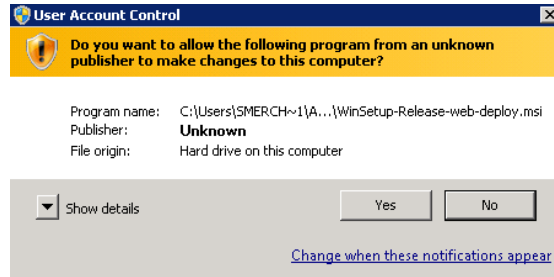 User Account Control
Do you want to allow the following program from an unknown
publisher to make changes to this computer?
Program name: C:\Users\SMERCH~1\A...\WinSetup-Release-web-deploy.msi
Publisher: Unknown
File origin: Hard drive on this computer
Show details Yes No
Change when these notifications appear